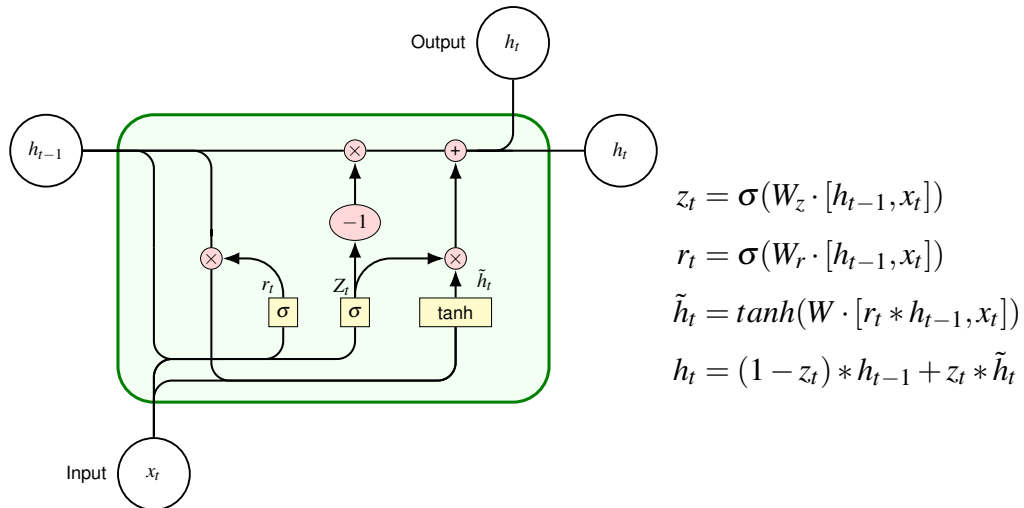 Output
h_t
h_{t-1}
×
+
h_t
−1
×
×
r_t
Z_t
h̃_t
σ
σ
tanh
Input
x_t
z_t = σ(W_z · [h_{t-1}, x_t])
r_t = σ(W_r · [h_{t-1}, x_t])
h̃_t = tanh(W · [r_t * h_{t-1}, x_t])
h_t = (1 − z_t) * h_{t-1} + z_t * h̃_t